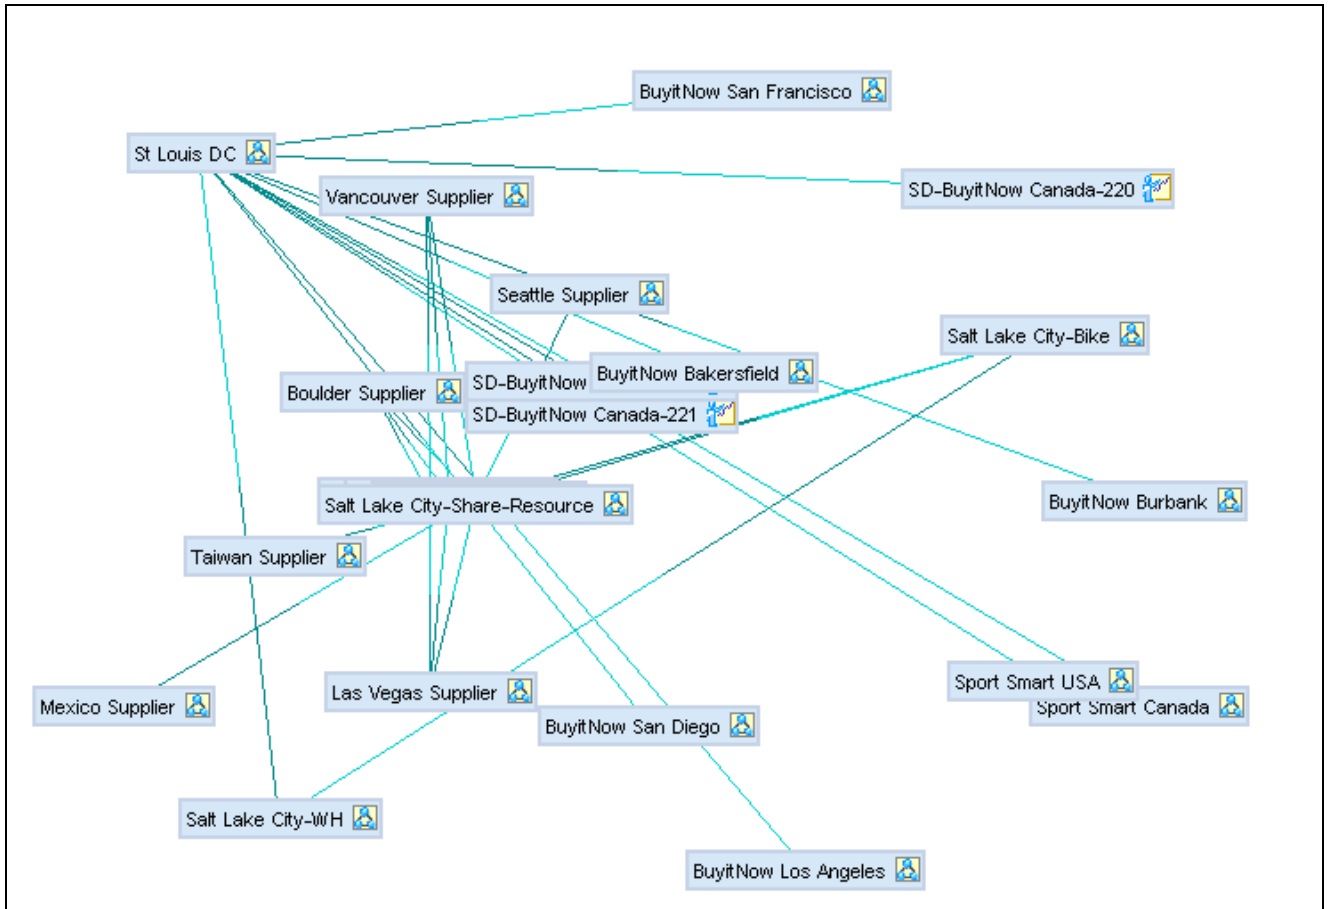 BuyitNow San Francisco
St Louis DC
SD-BuyitNow Canada-220
Vancouver Supplier
Seattle Supplier
Salt Lake City-Bike
BuyitNow Bakersfield
Boulder Supplier
SD-BuyitNow
SD-BuyitNow Canada-221
BuyitNow Burbank
Salt Lake City-Share-Resource
Taiwan Supplier
Sport Smart USA
Las Vegas Supplier
Mexico Supplier
Sport Smart Canada
BuyitNow San Diego
Salt Lake City-WH
BuyitNow Los Angeles